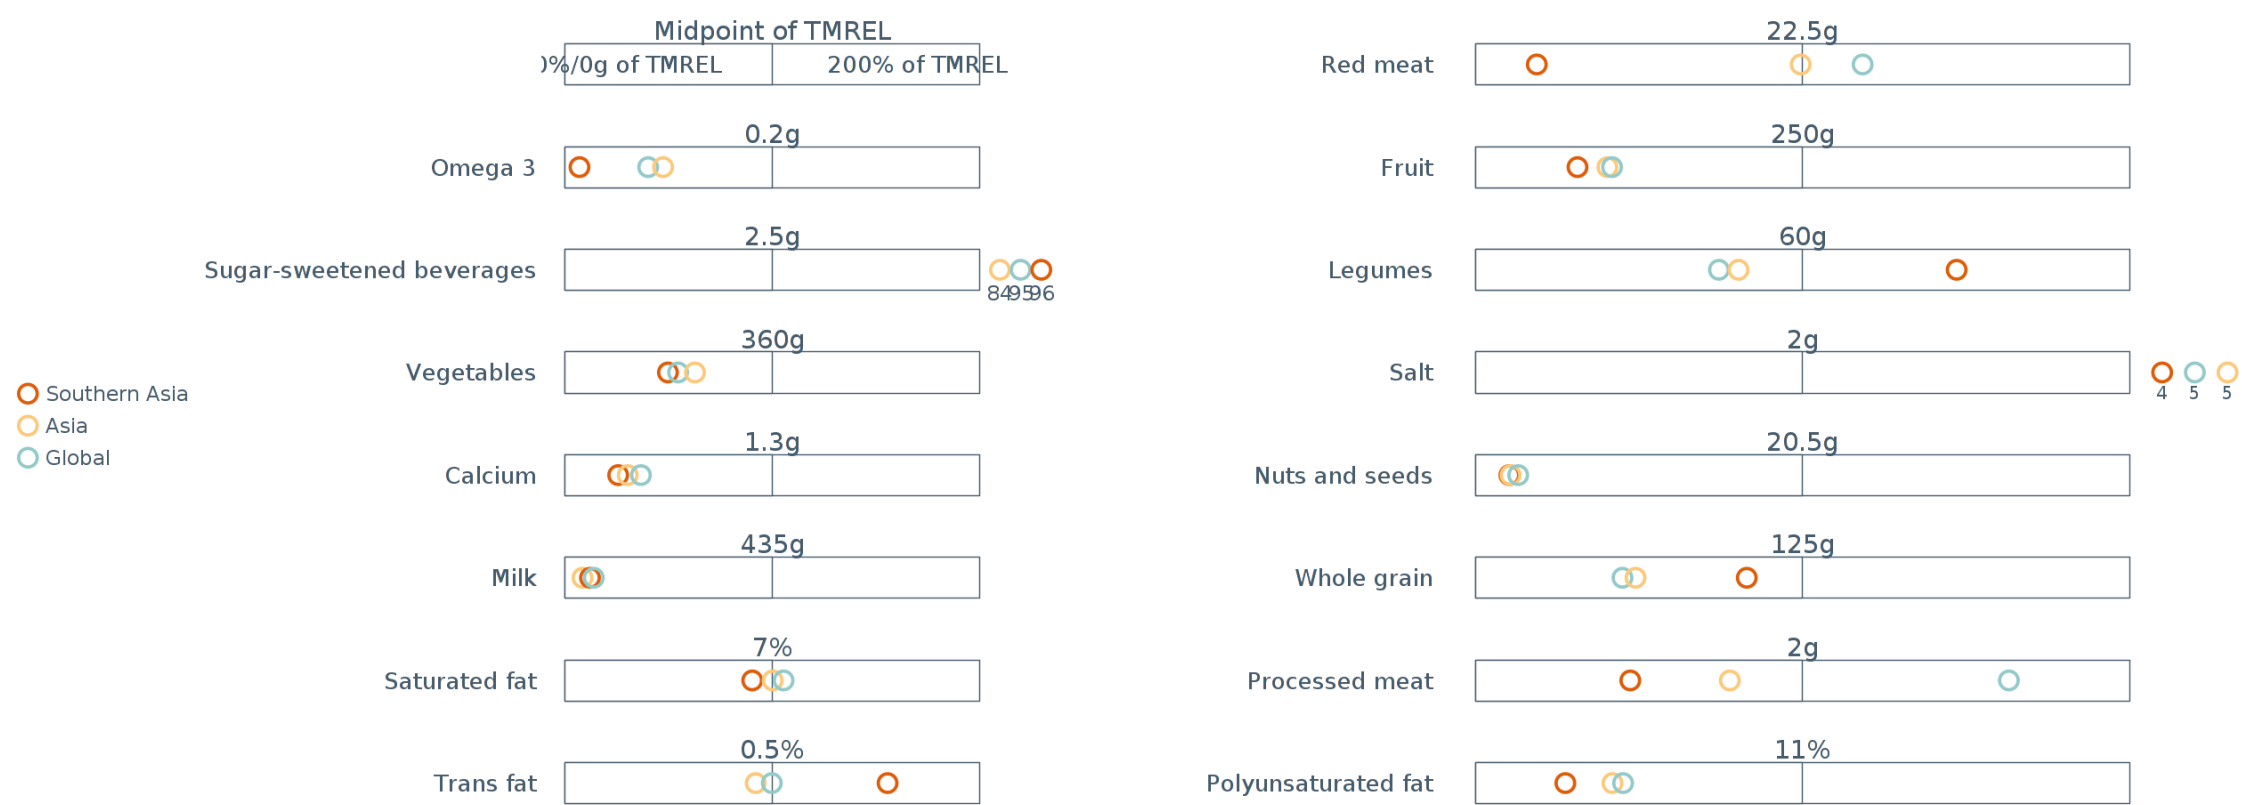 Midpoint of TMREL
0%/0g of TMREL
200% of TMREL
Omega 3
0.2g
Sugar-sweetened beverages
2.5g
84
95
96
Vegetables
360g
Calcium
1.3g
Milk
435g
Saturated fat
7%
Trans fat
0.5%
Southern Asia
Asia
Global
Red meat
22.5g
Fruit
250g
Legumes
60g
Salt
2g
4
5
5
Nuts and seeds
20.5g
Whole grain
125g
Processed meat
2g
Polyunsaturated fat
11%